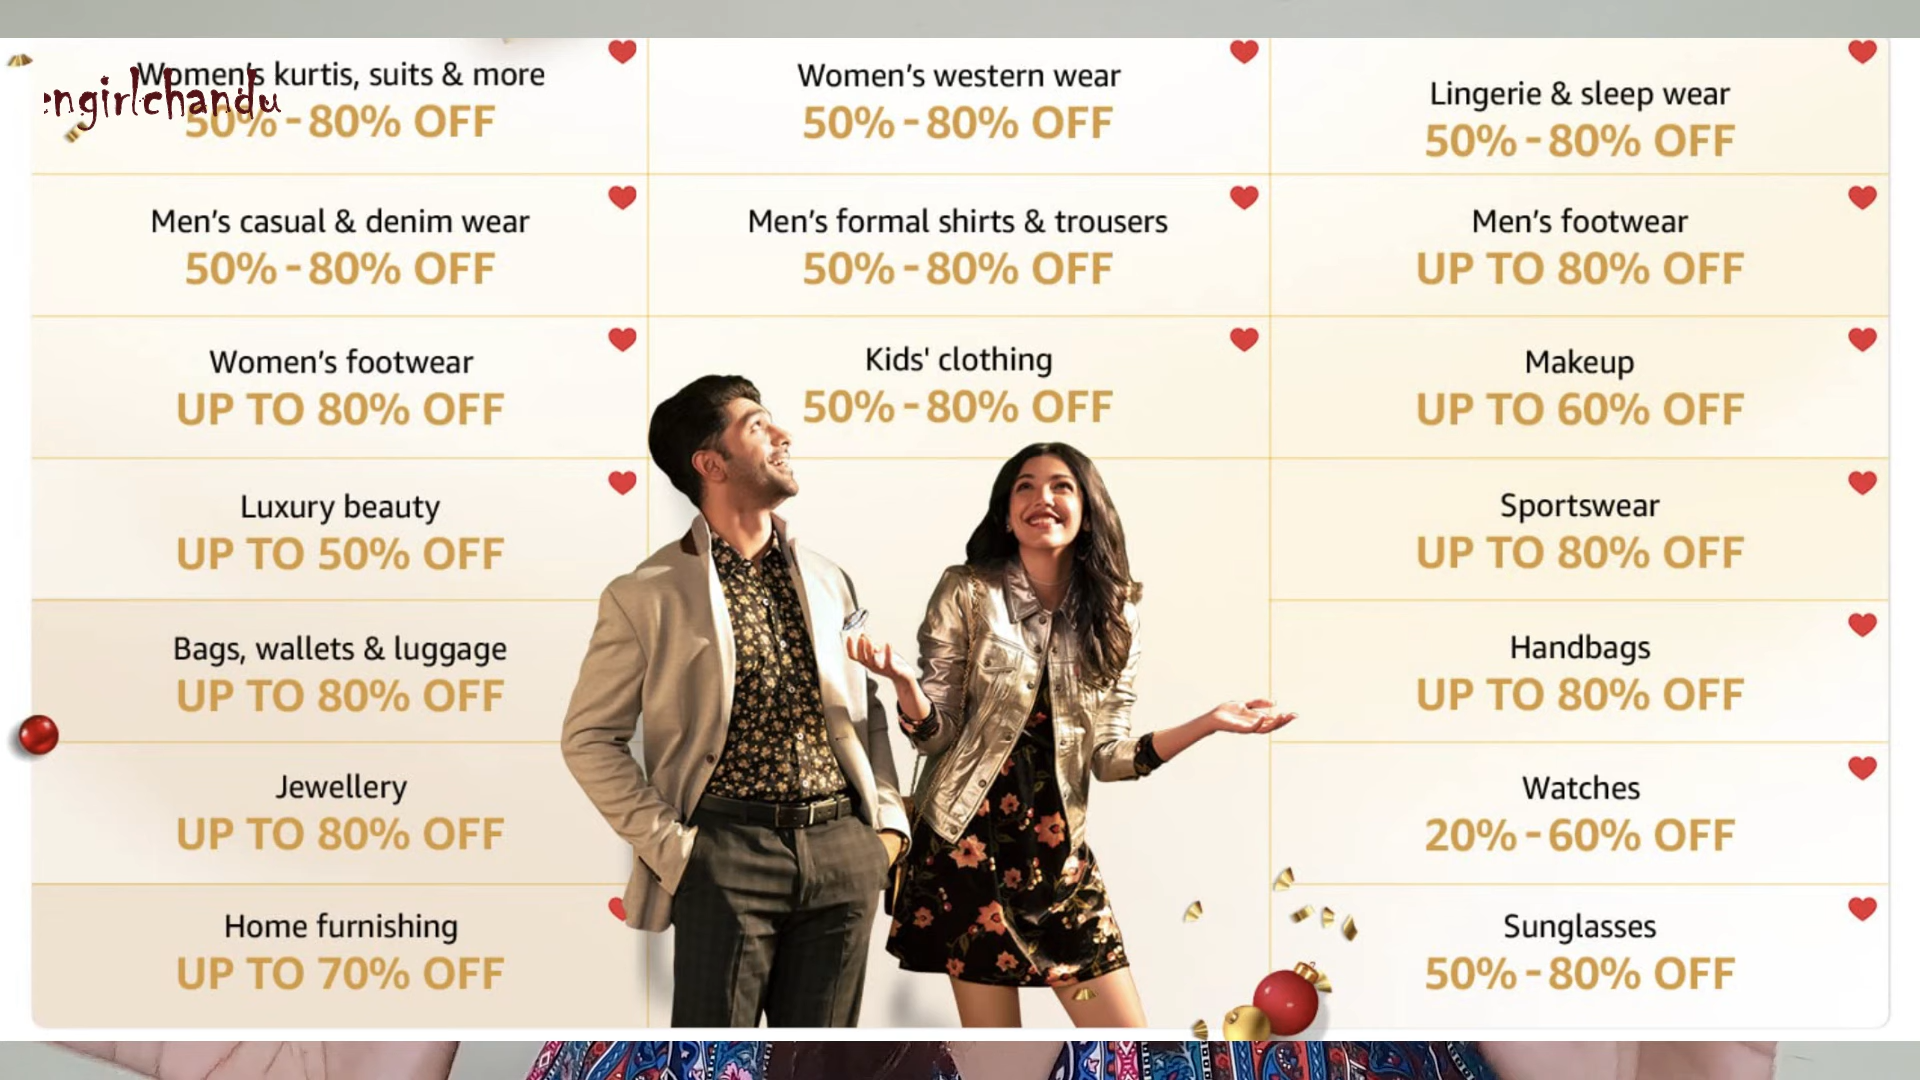 Women's kurtis, suits & more
50% - 80% OFF
Women's western wear
50% - 80% OFF
Lingerie & sleep wear
50% - 80% OFF
engirlchandu
Men's casual & denim wear
50% - 80% OFF
Men's formal shirts & trousers
50% - 80% OFF
Men's footwear
UP TO 80% OFF
Women's footwear
UP TO 80% OFF
Kids' clothing
50% - 80% OFF
Makeup
UP TO 60% OFF
Luxury beauty
UP TO 50% OFF
Sportswear
UP TO 80% OFF
Bags, wallets & luggage
UP TO 80% OFF
Handbags
UP TO 80% OFF
Jewellery
UP TO 80% OFF
Watches
20% - 60% OFF
Home furnishing
UP TO 70% OFF
Sunglasses
50% - 80% OFF